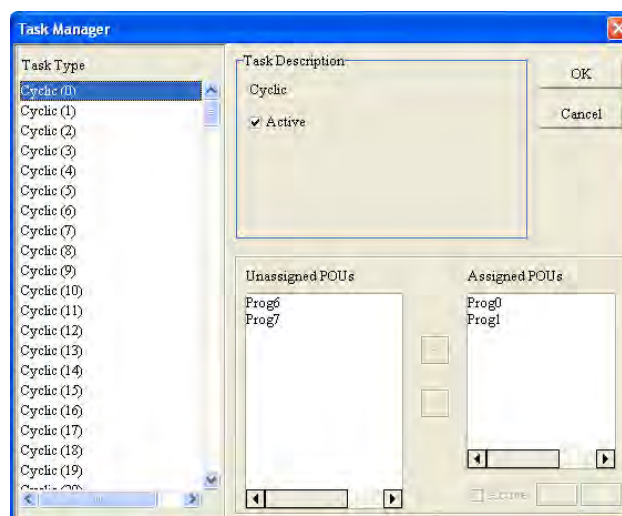 Task Manager
Task Type
Cyclic (0)
Cyclic (1)
Cyclic (2)
Cyclic (3)
Cyclic (4)
Cyclic (5)
Cyclic (6)
Cyclic (7)
Cyclic (8)
Cyclic (9)
Cyclic (10)
Cyclic (11)
Cyclic (12)
Cyclic (13)
Cyclic (14)
Cyclic (15)
Cyclic (16)
Cyclic (17)
Cyclic (18)
Cyclic (19)
Cyclic (20)
Task Description
Cyclic
Active
OK
Cancel
Unassigned POUs
Prog6
Prog7
Assigned POUs
Prog0
Prog1
Active